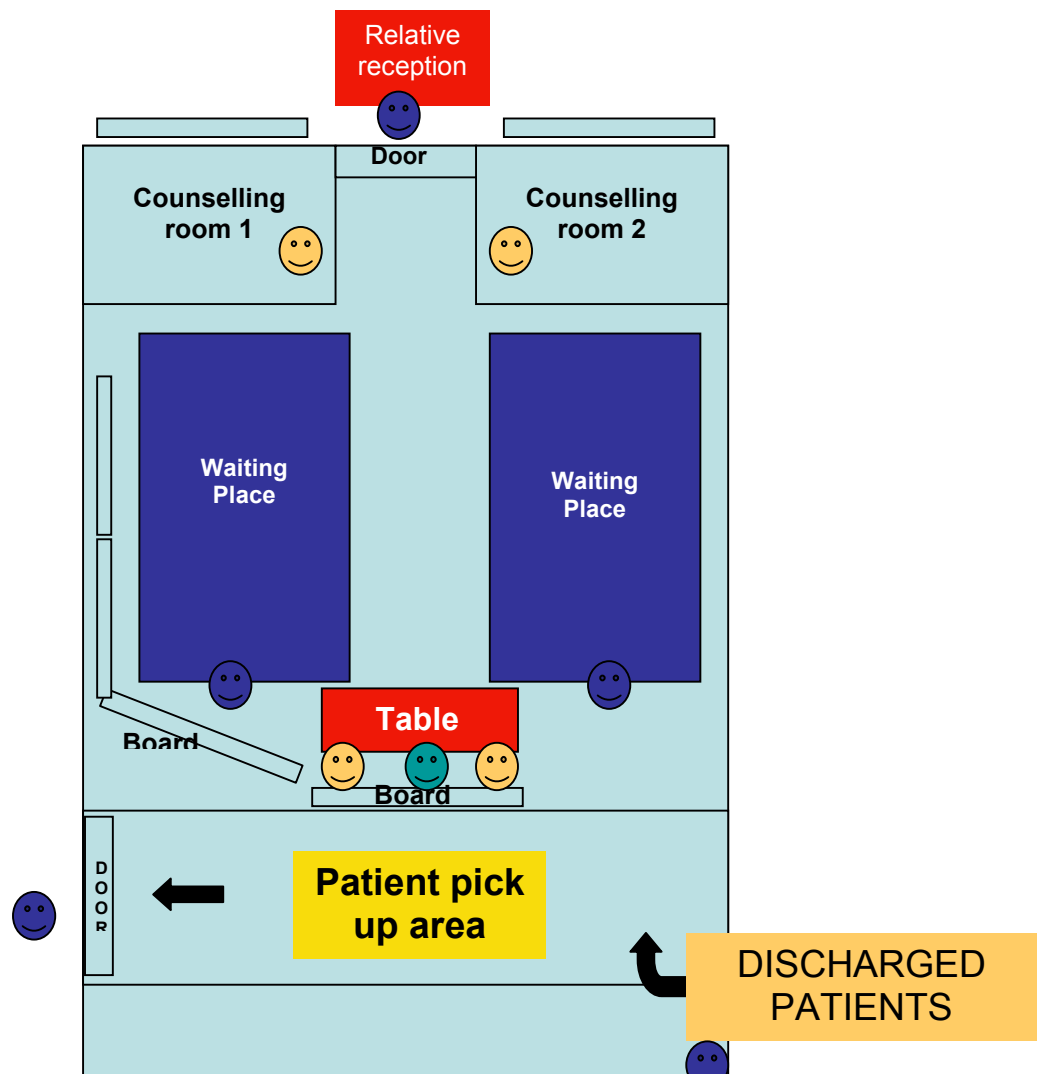 Relative
reception
Door
Counselling
room 1
Counselling
room 2
Waiting
Place
Waiting
Place
Table
Board
Board
D
O
O
R
Patient pick
up area
DISCHARGED
PATIENTS